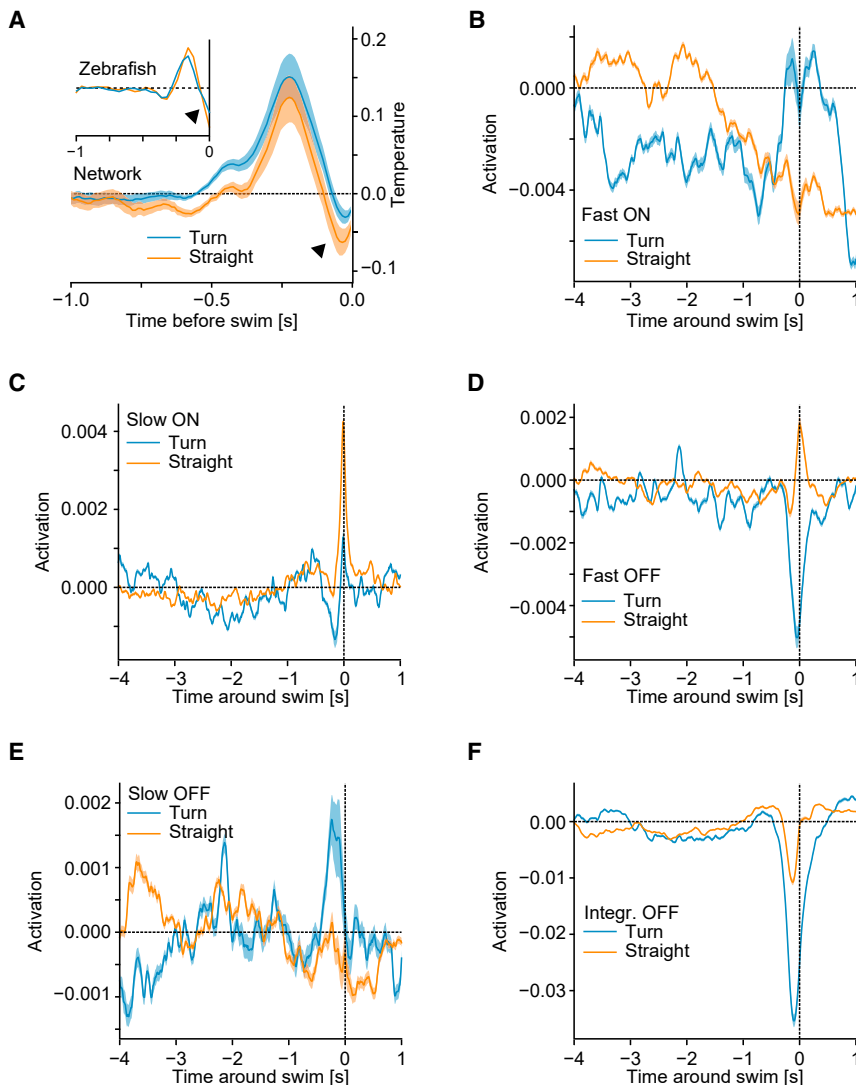 A
Zebrafish
−1
0
Network
Turn
Straight
0.2
0.1
0.0
−0.1
Temperature
−1.0
−0.5
0.0
Time before swim [s]
B
0.000
−0.004
Activation
Fast ON
Turn
Straight
−4
−3
−2
−1
0
1
Time around swim [s]
C
Slow ON
Turn
Straight
0.004
0.002
0.000
Activation
−4
−3
−2
−1
0
1
Time around swim [s]
D
0.002
0.000
−0.002
−0.004
Activation
Fast OFF
Turn
Straight
−4
−3
−2
−1
0
1
Time around swim [s]
E
Slow OFF
Turn
Straight
0.002
0.001
0.000
−0.001
Activation
−4
−3
−2
−1
0
1
Time around swim [s]
F
0.00
−0.01
−0.02
−0.03
Activation
Integr. OFF
Turn
Straight
−4
−3
−2
−1
0
1
Time around swim [s]